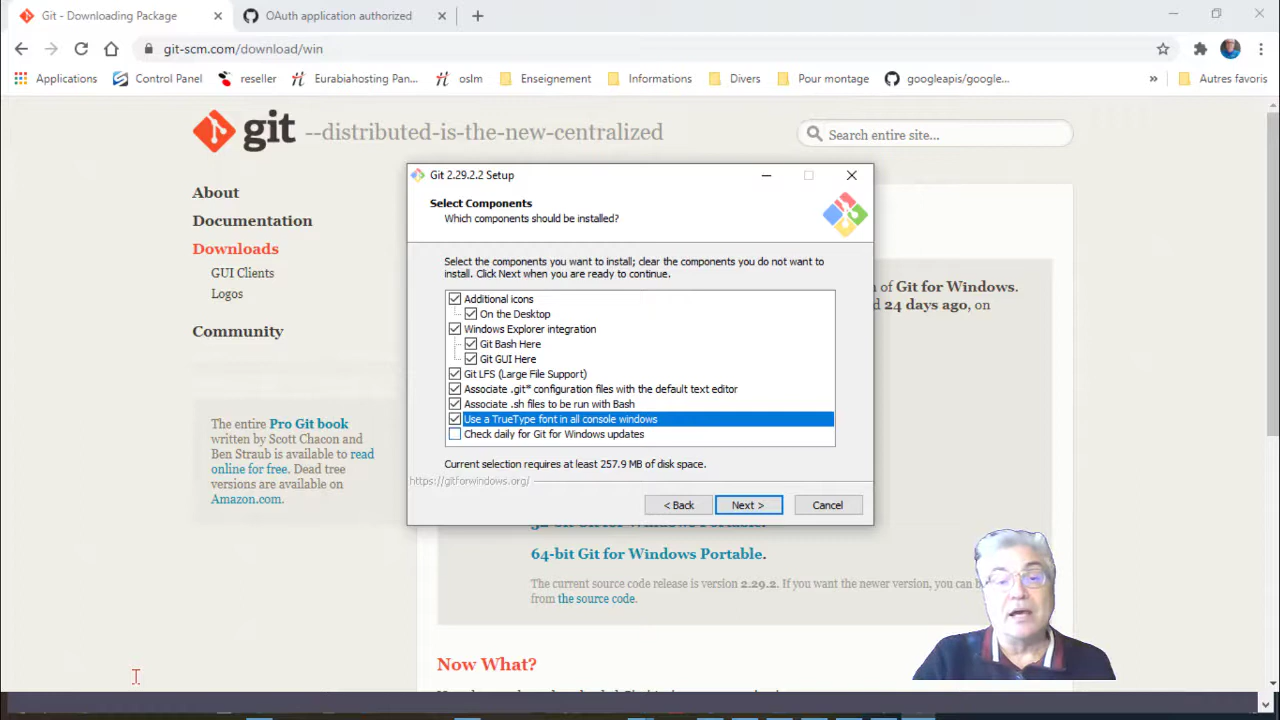 Git - Downloading Package
OAuth application authorized
git-scm.com/download/win
Applications
Control Panel
reseller
Eurabiahosting Pan...
oslm
Enseignement
Informations
Divers
Pour montage
googleapis/google...
»
Autres favoris
git --distributed-is-the-new-centralized
Search entire site...
About
Documentation
Downloads
GUI Clients
Logos
Community
The entire Pro Git book
written by Scott Chacon and
Ben Straub is available to read
online for free. Dead tree
versions are available on
Amazon.com.
Git 2.29.2.2 Setup
Select Components
Which components should be installed?
Select the components you want to install; clear the components you do not want to
install. Click Next when you are ready to continue.
Additional icons
On the Desktop
Windows Explorer integration
Git Bash Here
Git GUI Here
Git LFS (Large File Support)
Associate .git* configuration files with the default text editor
Associate .sh files to be run with Bash
Use a TrueType font in all console windows
Check daily for Git for Windows updates
Current selection requires at least 257.9 MB of disk space.
https://gitforwindows.org/
< Back
Next >
Cancel
of Git for Windows.
24 days ago, on
64-bit Git for Windows Portable.
The current source code release is version 2.29.2. If you want the newer version, you can
from the source code.
Now What?